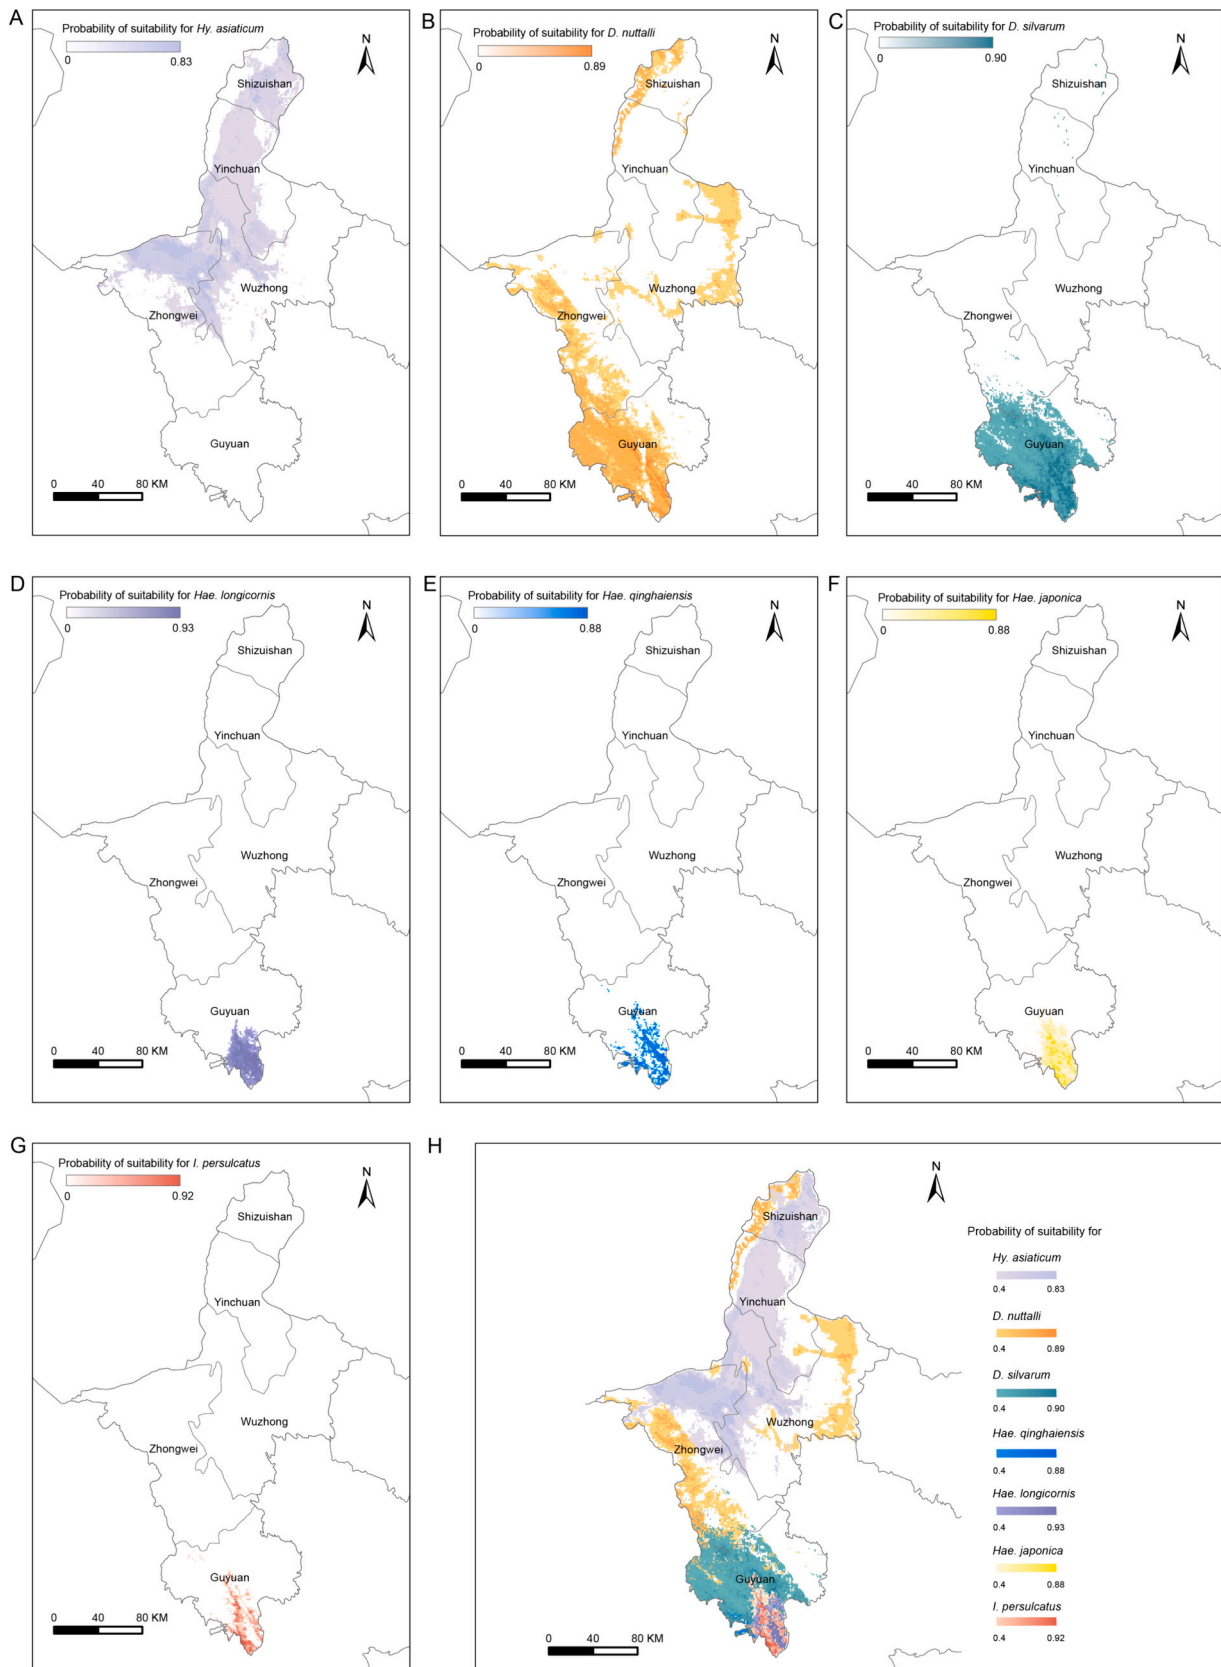 A
Probability of suitability for Hy. asiaticum
0 0.83
N
Shizuishan
Yinchuan
Wuzhong
Zhongwei
Guyuan
0 40 80 KM
B
Probability of suitability for D. nuttalli
0 0.89
N
Shizuishan
Yinchuan
Wuzhong
Zhongwei
Guyuan
0 40 80 KM
C
Probability of suitability for D. silvarum
0 0.90
N
Shizuishan
Yinchuan
Wuzhong
Zhongwei
Guyuan
0 40 80 KM
D
Probability of suitability for Hae. longicornis
0 0.93
N
Shizuishan
Yinchuan
Wuzhong
Zhongwei
Guyuan
0 40 80 KM
E
Probability of suitability for Hae. qinghaiensis
0 0.88
N
Shizuishan
Yinchuan
Wuzhong
Zhongwei
Guyuan
0 40 80 KM
F
Probability of suitability for Hae. japonica
0 0.88
N
Shizuishan
Yinchuan
Wuzhong
Zhongwei
Guyuan
0 40 80 KM
G
Probability of suitability for I. persulcatus
0 0.92
N
Shizuishan
Yinchuan
Wuzhong
Zhongwei
Guyuan
0 40 80 KM
H
N
Shizuishan
Yinchuan
Wuzhong
Zhongwei
Guyuan
0 40 80 KM
Probability of suitability for
Hy. asiaticum
0.4 0.83
D. nuttalli
0.4 0.89
D. silvarum
0.4 0.90
Hae. qinghaiensis
0.4 0.88
Hae. longicornis
0.4 0.93
Hae. japonica
0.4 0.88
I. persulcatus
0.4 0.92